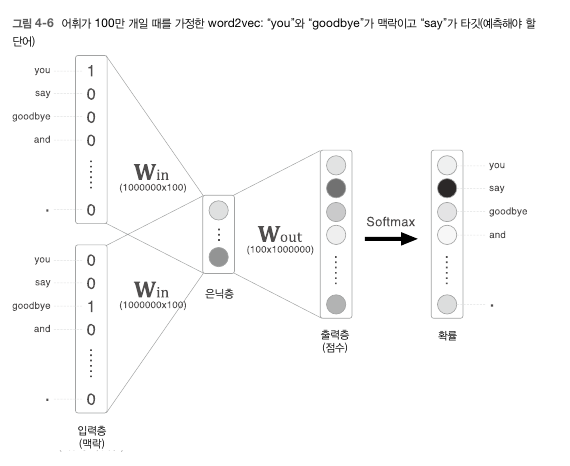 그림 4-6 어휘가 100만 개일 때를 가정한 word2vec: “you”와 “goodbye”가 맥락이고 “say”가 타깃(예측해야 할
단어)
you 1
say 0
goodbye 0
and 0
. 0
Win
(1000000x100)
you 0
say 0
goodbye 1
and 0
. 0
Win
(1000000x100)
입력층
(맥락)
은닉층
Wout
(100x1000000)
출력층
(점수)
Softmax
you
say
goodbye
and
.
확률